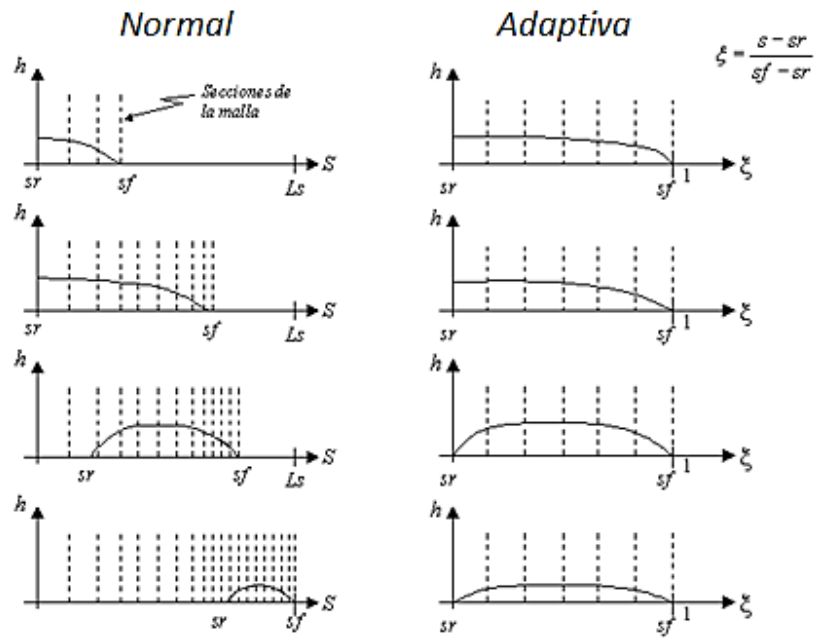 Normal
Adaptiva
ξ = s – sr
sf – sr
h
Secciones de
la malla
sr
sf
Ls
S
h
sr
sf
1
ξ
h
sr
sf
Ls
S
h
sr
sf
1
ξ
h
sr
sf
Ls
S
h
sr
sf
1
ξ
h
sr
sf
S
h
sr
sf
1
ξ